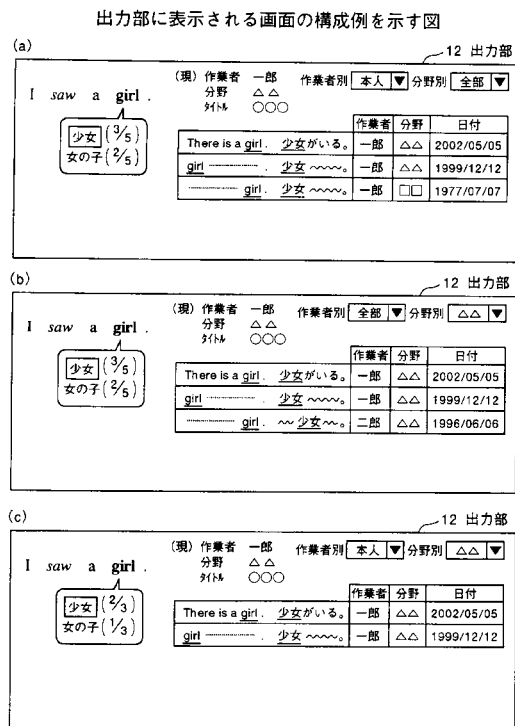 出力部に表示される画面の構成例を示す図
(a)
12 出力部
I saw a girl .
少女 (3/5)
女の子 (2/5)
(現) 作業者 一郎 作業者別 本人 ▼ 分野別 全部 ▼
分野 △△
タイトル ○○○
作業者 分野 日付
There is a girl . 少女がいる。 一郎 △△ 2002/05/05
girl 少女 一郎 △△ 1999/12/12
girl . 少女 。 一郎 □□ 1977/07/07
(b)
12 出力部
I saw a girl .
少女 (3/5)
女の子 (2/5)
(現) 作業者 一郎 作業者別 全部 ▼ 分野別 △△ ▼
分野 △△
タイトル ○○○
作業者 分野 日付
There is a girl . 少女がいる。 一郎 △△ 2002/05/05
girl . 少女 。 一郎 △△ 1999/12/12
girl . 少女 。 二郎 △△ 1996/06/06
(c)
12 出力部
I saw a girl .
少女 (2/3)
女の子 (1/3)
(現) 作業者 一郎 作業者別 本人 ▼ 分野別 △△ ▼
分野 △△
タイトル ○○○
作業者 分野 日付
There is a girl . 少女がいる。 一郎 △△ 2002/05/05
girl . 少女 。 一郎 △△ 1999/12/12